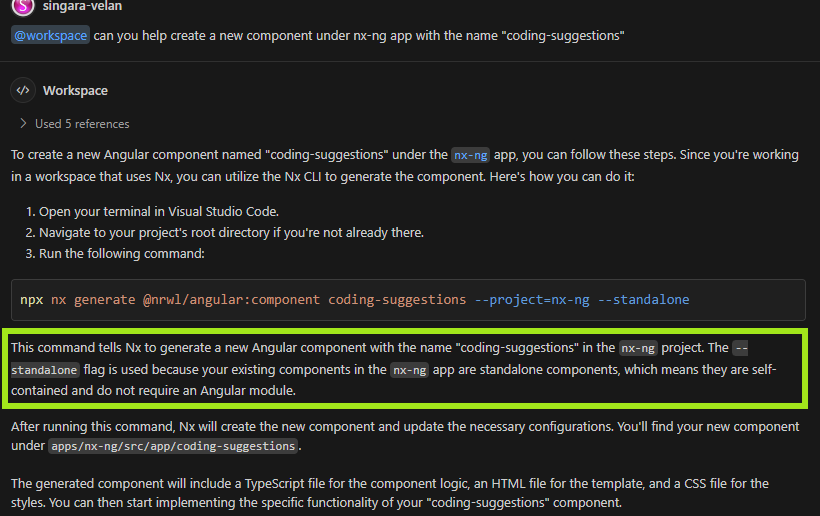 singara-velan
@workspace can you help create a new component under nx-ng app with the name "coding-suggestions"
Workspace
Used 5 references
To create a new Angular component named "coding-suggestions" under the nx-ng app, you can follow these steps. Since you're working
in a workspace that uses Nx, you can utilize the Nx CLI to generate the component. Here's how you can do it:
1. Open your terminal in Visual Studio Code.
2. Navigate to your project's root directory if you're not already there.
3. Run the following command:
npx nx generate @nrwl/angular:component coding-suggestions --project=nx-ng --standalone
This command tells Nx to generate a new Angular component with the name "coding-suggestions" in the nx-ng project. The --
standalone flag is used because your existing components in the nx-ng app are standalone components, which means they are self-
contained and do not require an Angular module.
After running this command, Nx will create the new component and update the necessary configurations. You'll find your new component
under apps/nx-ng/src/app/coding-suggestions.
The generated component will include a TypeScript file for the component logic, an HTML file for the template, and a CSS file for the
styles. You can then start implementing the specific functionality of your "coding-suggestions" component.